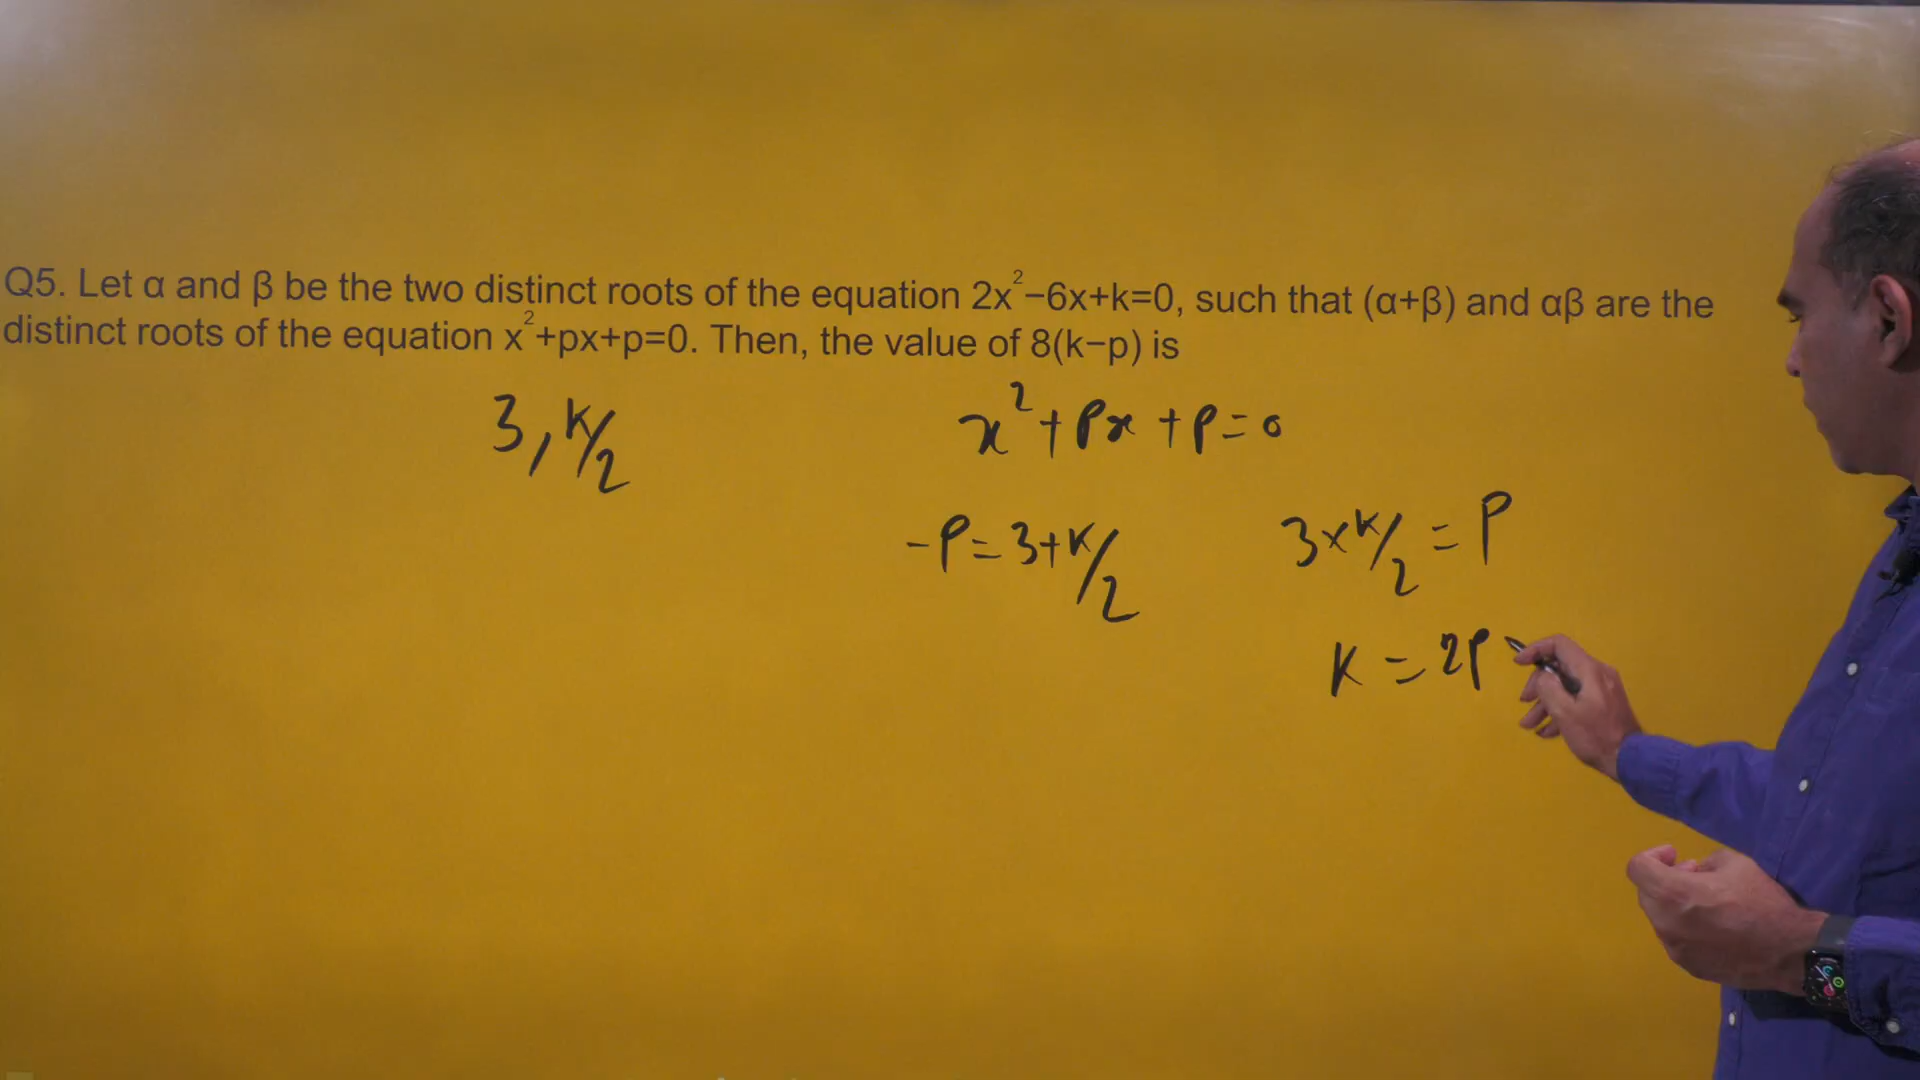 Q5. Let α and β be the two distinct roots of the equation 2x²−6x+k=0, such that (α+β) and αβ are the
distinct roots of the equation x²+px+p=0. Then, the value of 8(k−p) is
3, k/2
x²+px+p=0
-p=3+k/2
3×k/2=p
k=2p